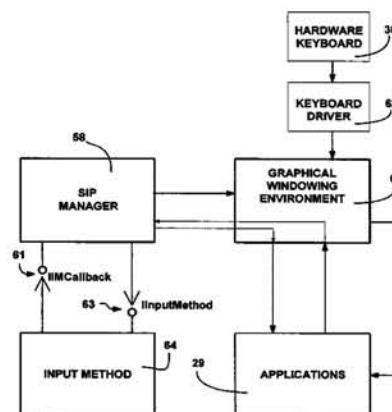 HARDWARE
KEYBOARD
KEYBOARD
DRIVER
58
SIP
MANAGER
GRAPHICAL
WINDOWING
ENVIRONMENT
61
IIMCallback
63
IInputMethod
64
INPUT METHOD
29
APPLICATIONS